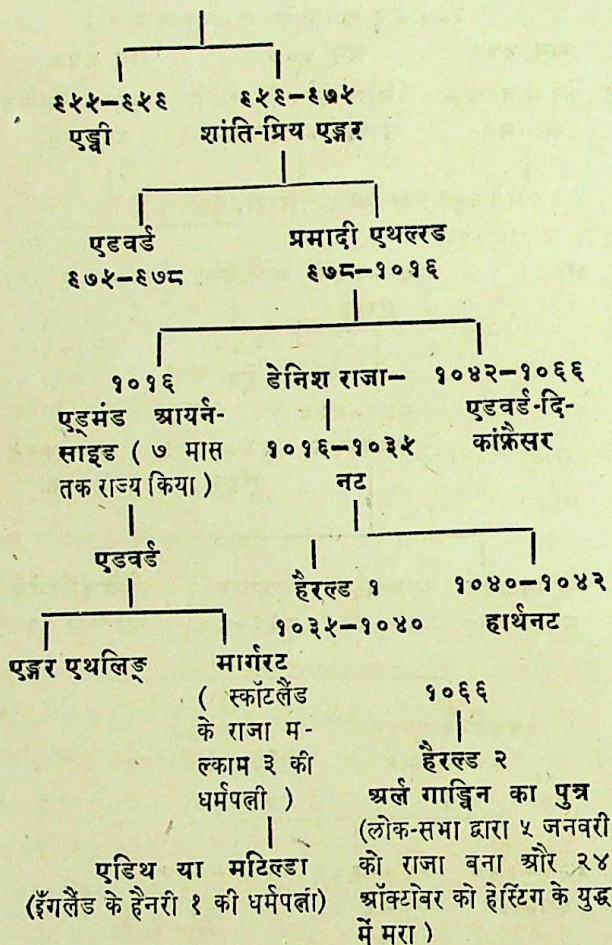 ९५५—९५९ ९५९—९७५
एड्वी शांति-प्रिय एड्गर
एडवर्ड प्रमादी एथल्रड
९७५—९७८ ९७८—१०१६
१०१६ डेनिश राजा— १०४२—१०६६
एड्मंड आयर्न- १०१६—१०३५ एडवर्ड-दि-
साइड ( ७ मास नट कांफ़ैसर
तक राज्य किया )
एडवर्ड हैरल्ड १ १०४०—१०४२
१०३५—१०४० हार्थनट
एड्गर एथलिङ् मार्गरट
( स्कॉटलैंड
के राजा म-
ल्काम ३ की
धर्मपत्नी )
१०६६
हैरल्ड २
अर्ल गाड्विन का पुत्र
(लोक-सभा द्वारा ५ जनवरी
को राजा बना और २४
ऑक्टोबर को हेस्टिंग के युद्ध
में मरा )
एडिथ या मटिल्डा
(इँगलैंड के हैनरी १ की धर्मपत्नी)